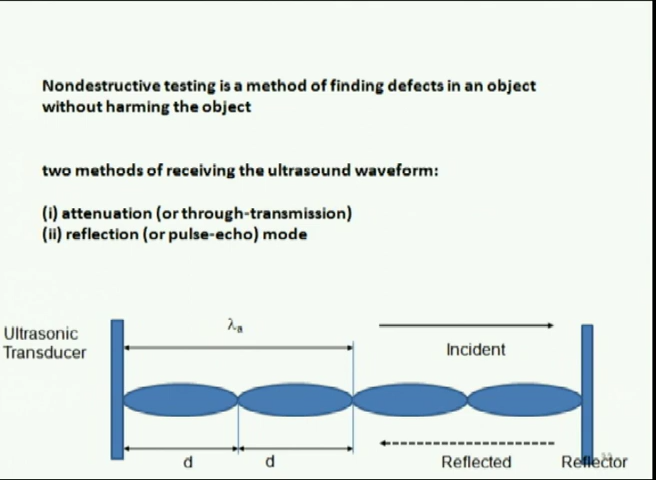 Nondestructive testing is a method of finding defects in an object
without harming the object
two methods of receiving the ultrasound waveform:
(i) attenuation (or through-transmission)
(ii) reflection (or pulse-echo) mode
Ultrasonic
Transducer
λa
Incident
d
d
Reflected
Reflector